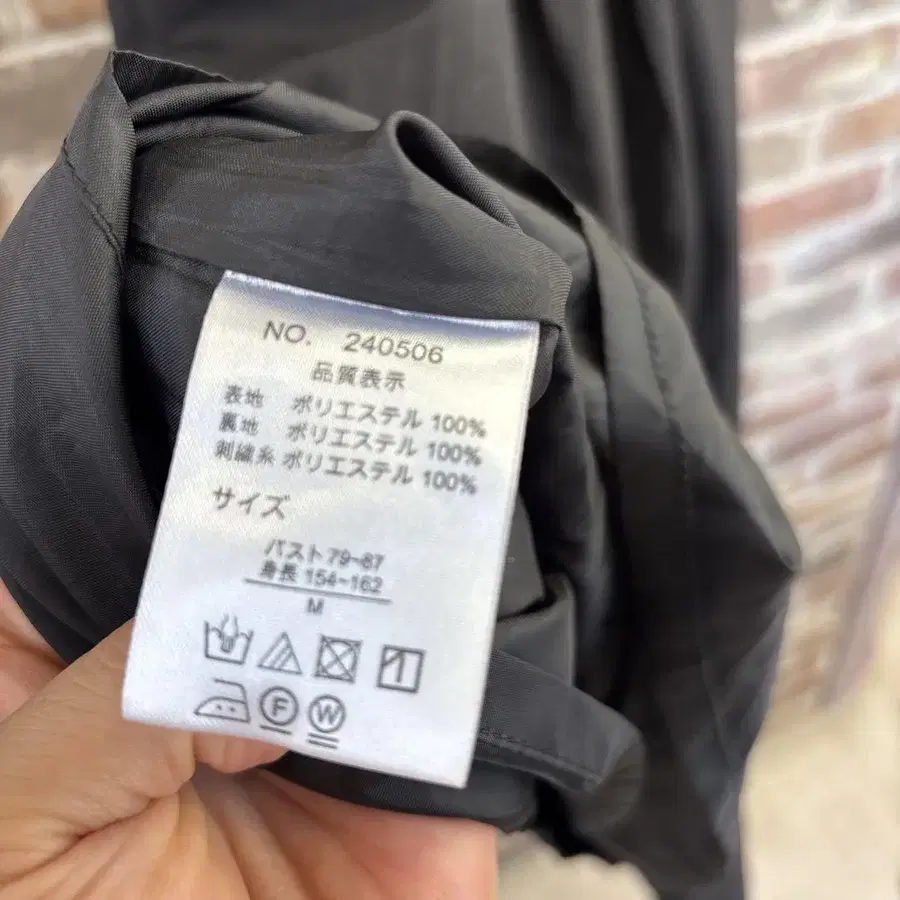 NO. 240506
品質表示
表地 ポリエステル 100%
裏地 ポリエステル 100%
刺繍糸 ポリエステル 100%
サイズ
バスト 79~87
身長 154~162
M
F W